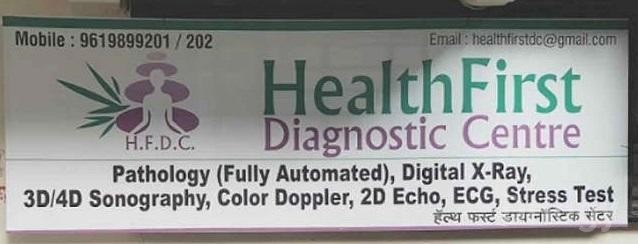 Mobile : 9619899201 / 202
Email : healthfirstdc@gmail.com
H.F.D.C.
HealthFirst
Diagnostic Centre
Pathology (Fully Automated), Digital X-Ray,
3D/4D Sonography, Color Doppler, 2D Echo, ECG, Stress Test
हॅल्थ फर्स्ट डायग्नोस्टिक सेंटर